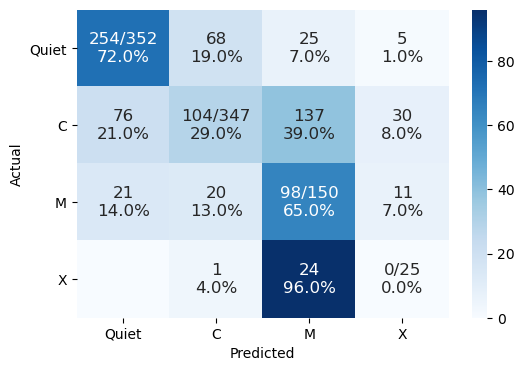 254/352 68 25 5
Quiet 72.0% 19.0% 7.0% 1.0%
76 104/347 137 30
C 21.0% 29.0% 39.0% 8.0%
21 20 98/150 11
M 14.0% 13.0% 65.0% 7.0%
1 24 0/25
X 4.0% 96.0% 0.0%
Quiet C M X
Predicted
Actual
80
60
40
20
0